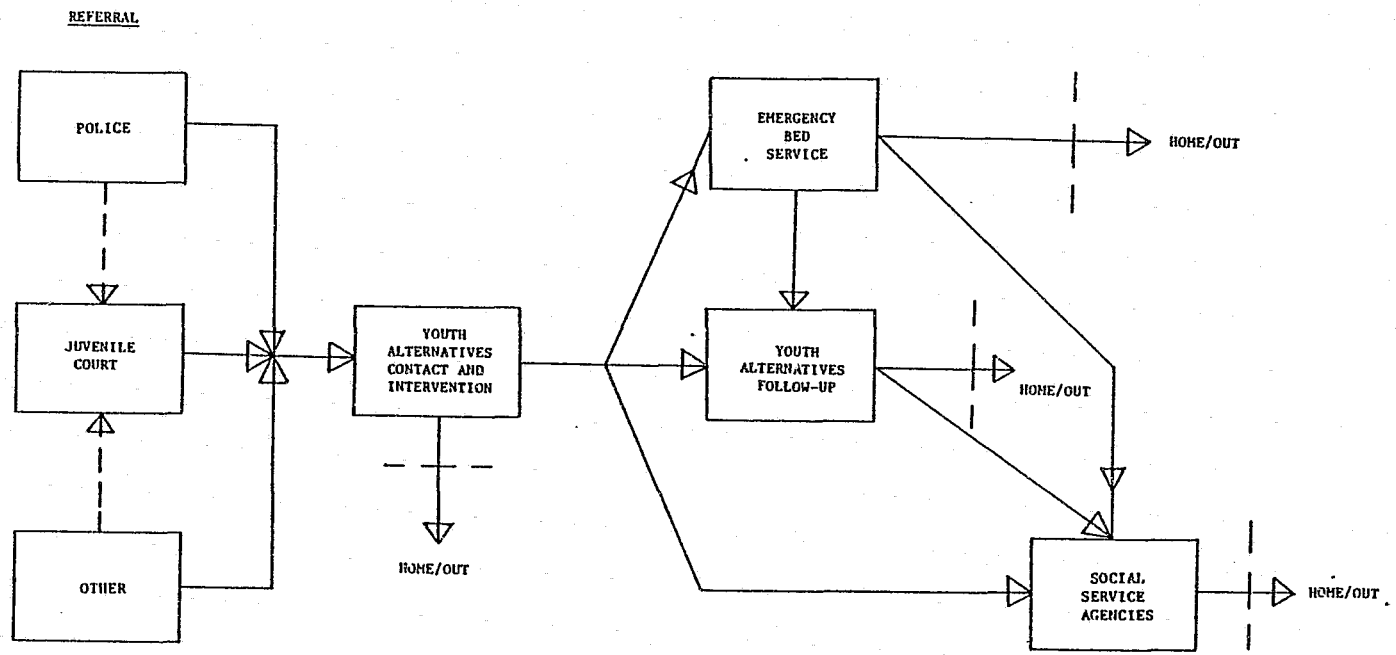 REFERRAL
POLICE
JUVENILE
COURT
OTHER
YOUTH
ALTERNATIVES
CONTACT AND
INTERVENTION
HOME/OUT
EMERGENCY
BED
SERVICE
HOME/OUT
YOUTH
ALTERNATIVES
FOLLOW-UP
HOME/OUT
SOCIAL
SERVICE
AGENCIES
HOME/OUT